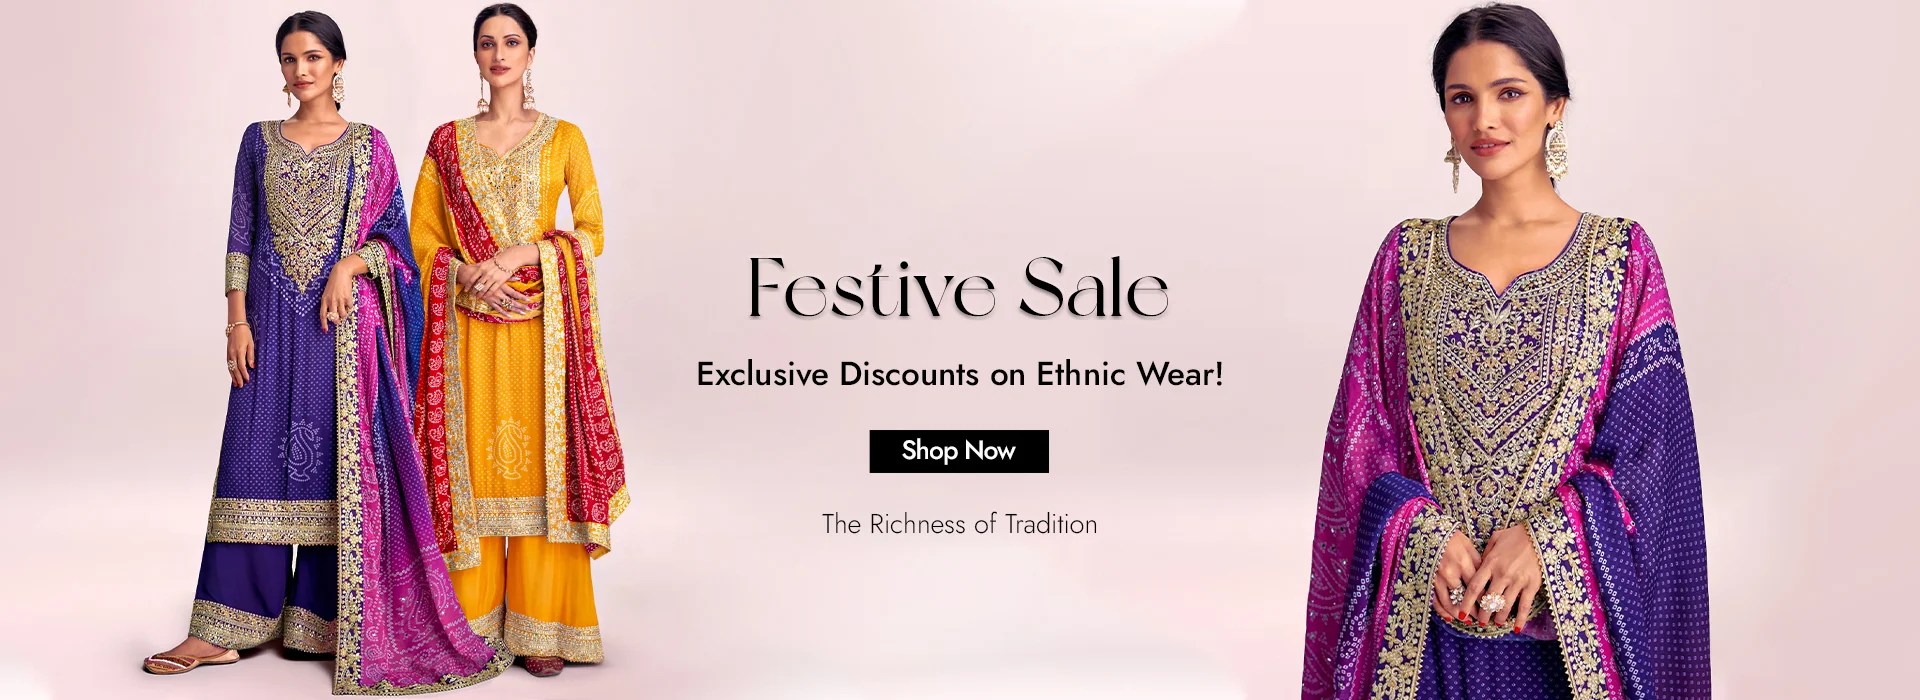 Festive Sale
Exclusive Discounts on Ethnic Wear!
Shop Now
The Richness of Tradition